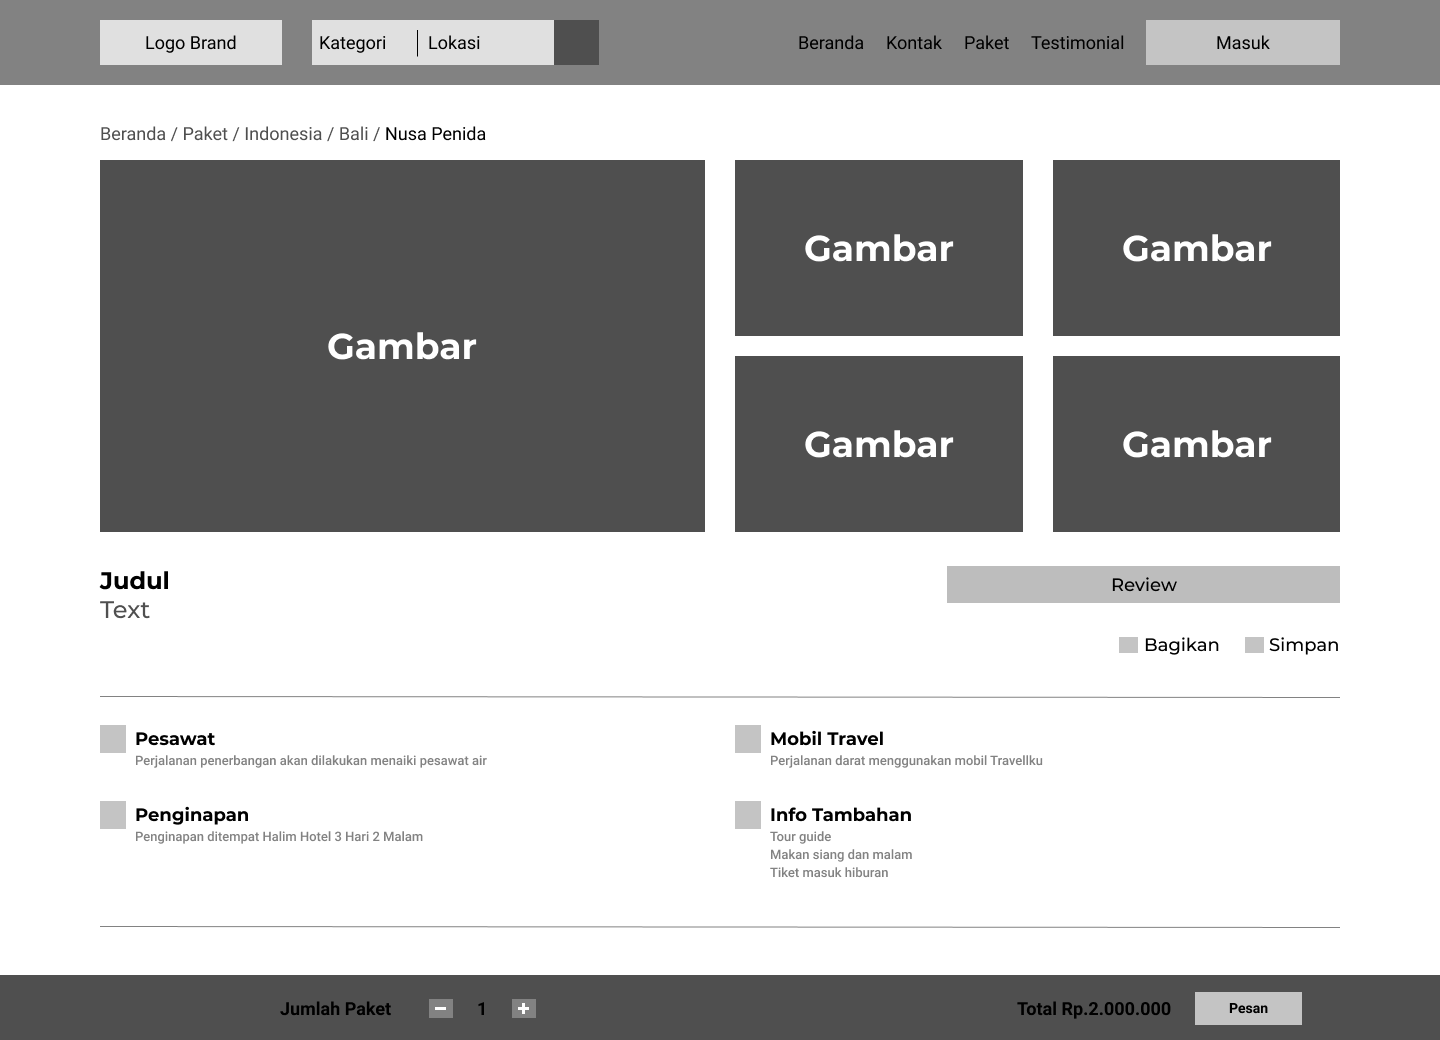 Logo Brand
Kategori
Lokasi
Beranda
Kontak
Paket
Testimonial
Masuk
Beranda / Paket / Indonesia / Bali / Nusa Penida
Gambar
Gambar
Gambar
Gambar
Gambar
Judul
Text
Review
Bagikan
Simpan
Pesawat
Perjalanan penerbangan akan dilakukan menaiki pesawat air
Mobil Travel
Perjalanan darat menggunakan mobil Travellku
Penginapan
Penginapan ditempat Halim Hotel 3 Hari 2 Malam
Info Tambahan
Tour guide
Makan siang dan malam
Tiket masuk hiburan
Jumlah Paket
1
Total Rp.2.000.000
Pesan